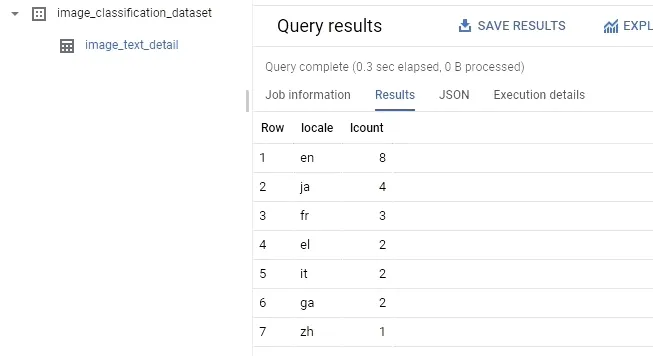 image_classification_dataset
image_text_detail
Query results
SAVE RESULTS
EXPL
Query complete (0.3 sec elapsed, 0 B processed)
Job information Results JSON Execution details
Row locale lcount
1 en 8
2 ja 4
3 fr 3
4 el 2
5 it 2
6 ga 2
7 zh 1